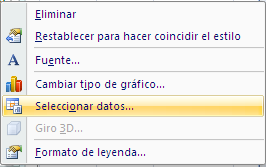 Eliminar
Restablecer para hacer coincidir el estilo
Fuente...
Cambiar tipo de gráfico...
Seleccionar datos...
Giro 3D...
Formato de leyenda...